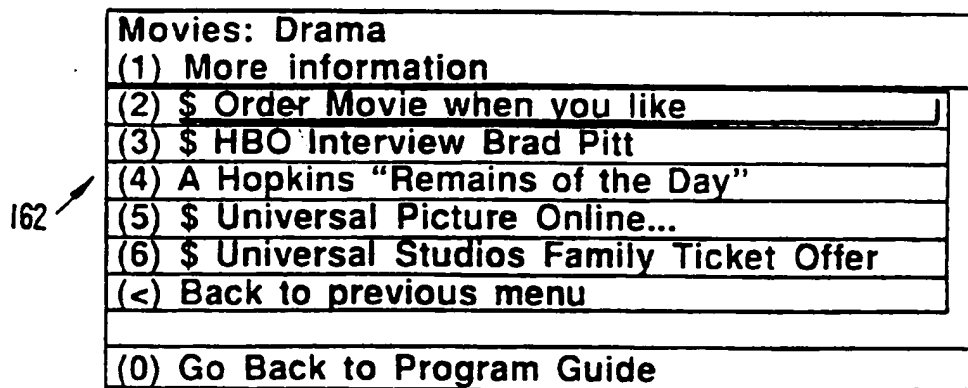 Movies: Drama
(1) More information
(2) $ Order Movie when you like
(3) $ HBO Interview Brad Pitt
162
(4) A Hopkins “Remains of the Day”
(5) $ Universal Picture Online...
(6) $ Universal Studios Family Ticket Offer
(<) Back to previous menu
(0) Go Back to Program Guide